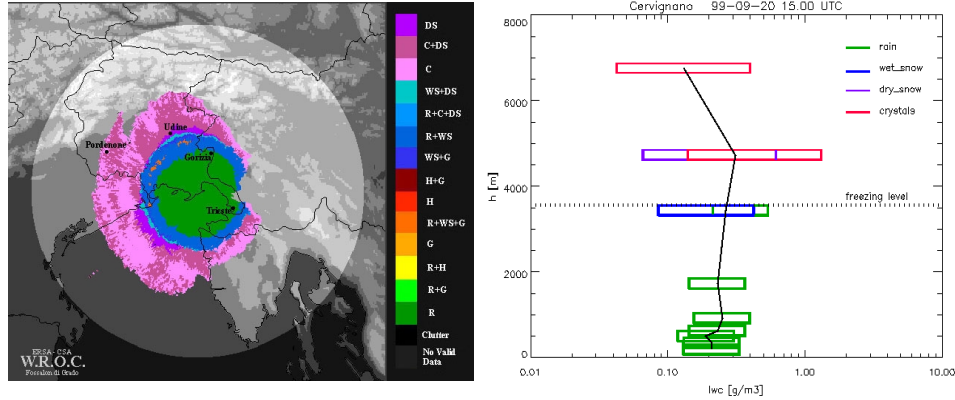 DS
C+DS
C
WS+DS
R+C+DS
R+WS
WS+G
H+G
H
R+WS+G
G
R+H
R+G
R
Clutter
No Valid
Data
Udine
Pordenone
Gorizia
Trieste
ERSA - CSA
W.R.O.C.
Fossalon di Grado
Cervignano 99-09-20 15.00 UTC
8000
6000
4000
2000
0
h [m]
rain
wet_snow
dry_snow
crystals
freezing level
0.01 0.10 1.00 10.00
lwc [g/m3]